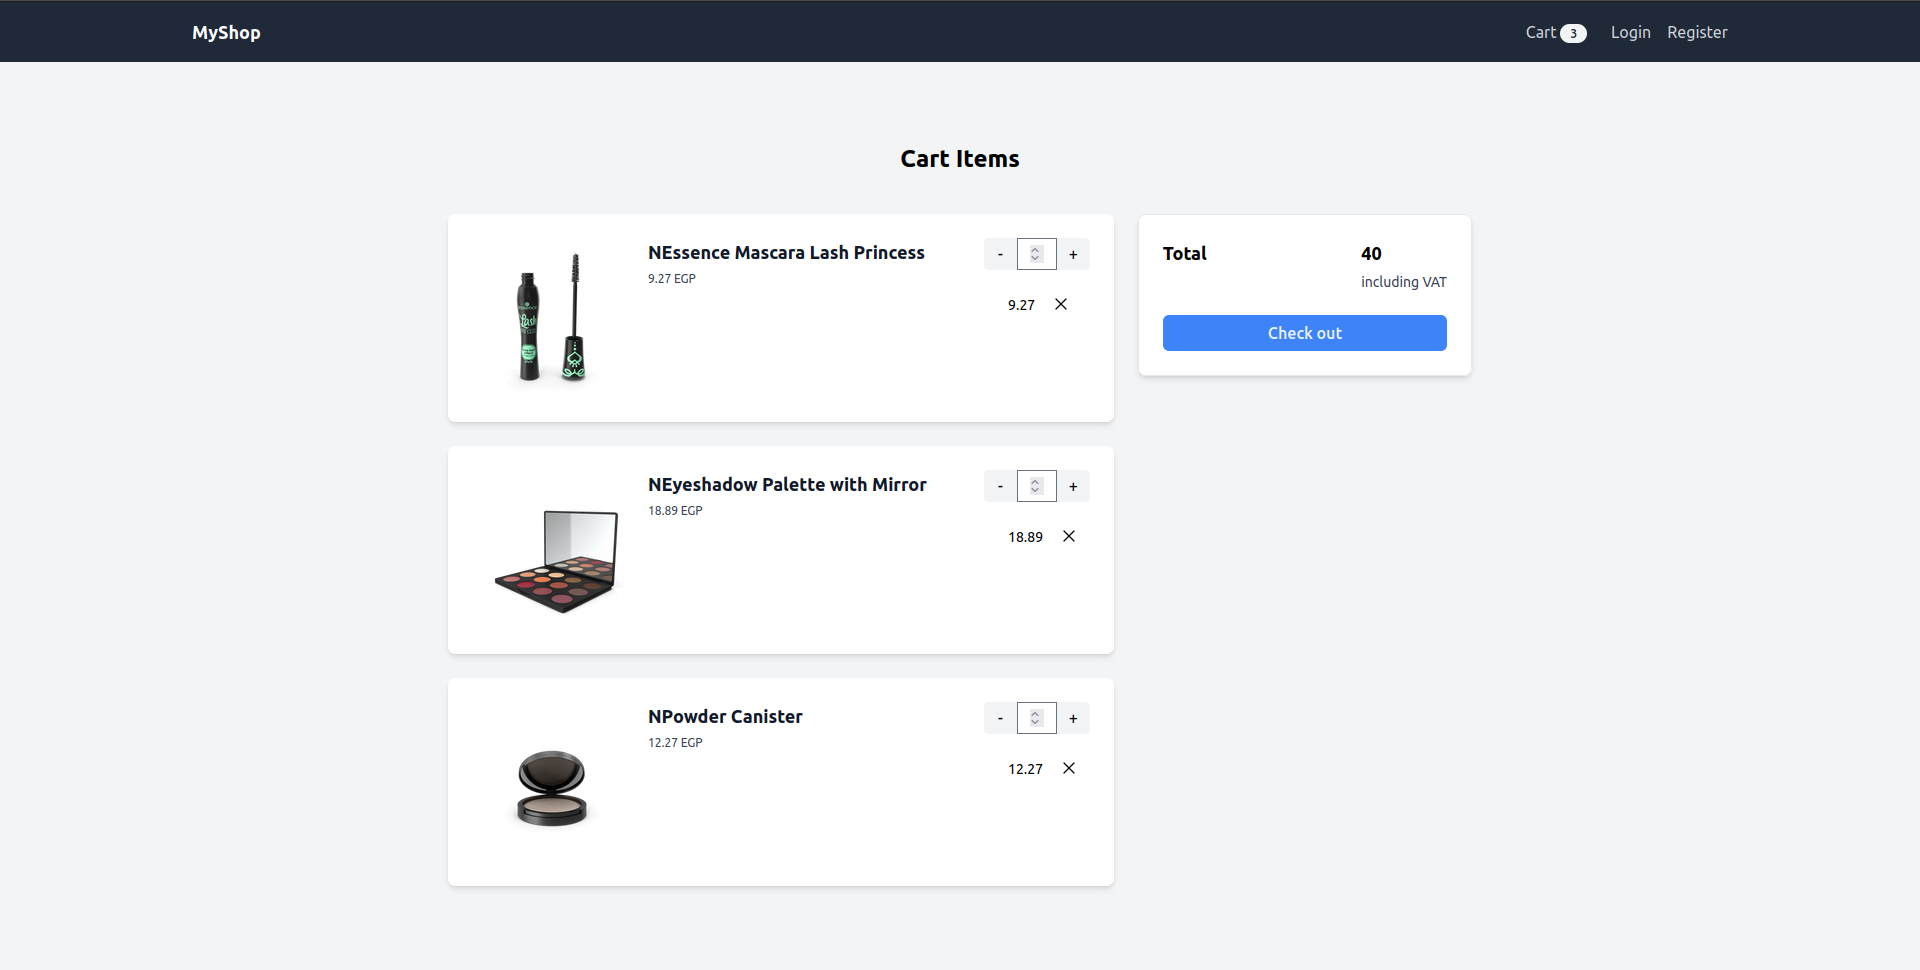 MyShop
Cart 3 Login Register
Cart Items
NEssence Mascara Lash Princess
9.27 EGP
- +
9.27
Total 40
including VAT
Check out
NEyeshadow Palette with Mirror
18.89 EGP
- +
18.89
NPowder Canister
12.27 EGP
- +
12.27